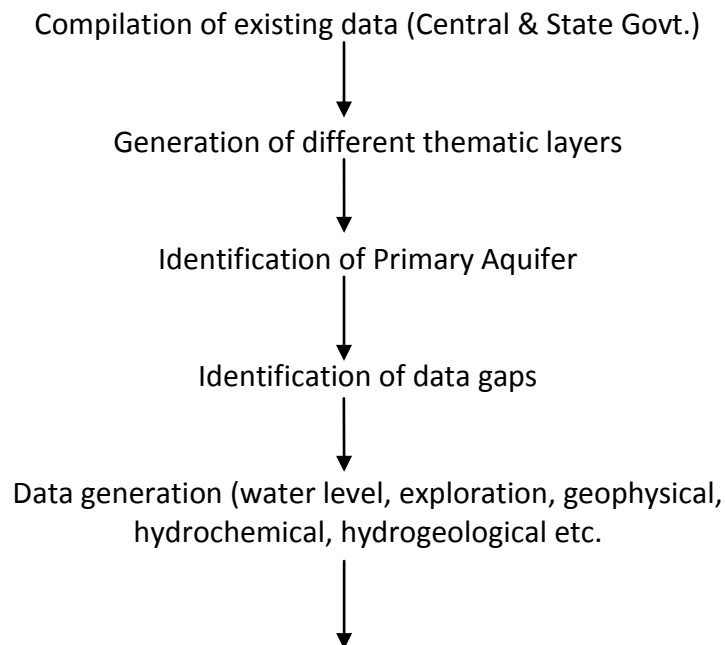 Compilation of existing data (Central & State Govt.)
Generation of different thematic layers
Identification of Primary Aquifer
Identification of data gaps
Data generation (water level, exploration, geophysical,
hydrochemical, hydrogeological etc.